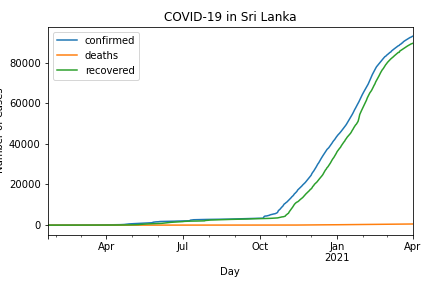 COVID-19 in Sri Lanka
confirmed
deaths
recovered
80000
60000
40000
20000
0
Apr
Jul
Oct
Jan
2021
Apr
Day